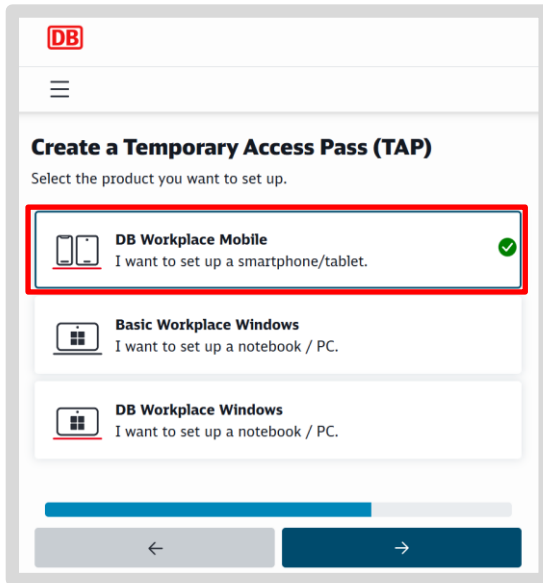 DB
Create a Temporary Access Pass (TAP)
Select the product you want to set up.
DB Workplace Mobile
I want to set up a smartphone/tablet.
Basic Workplace Windows
I want to set up a notebook / PC.
DB Workplace Windows
I want to set up a notebook / PC.